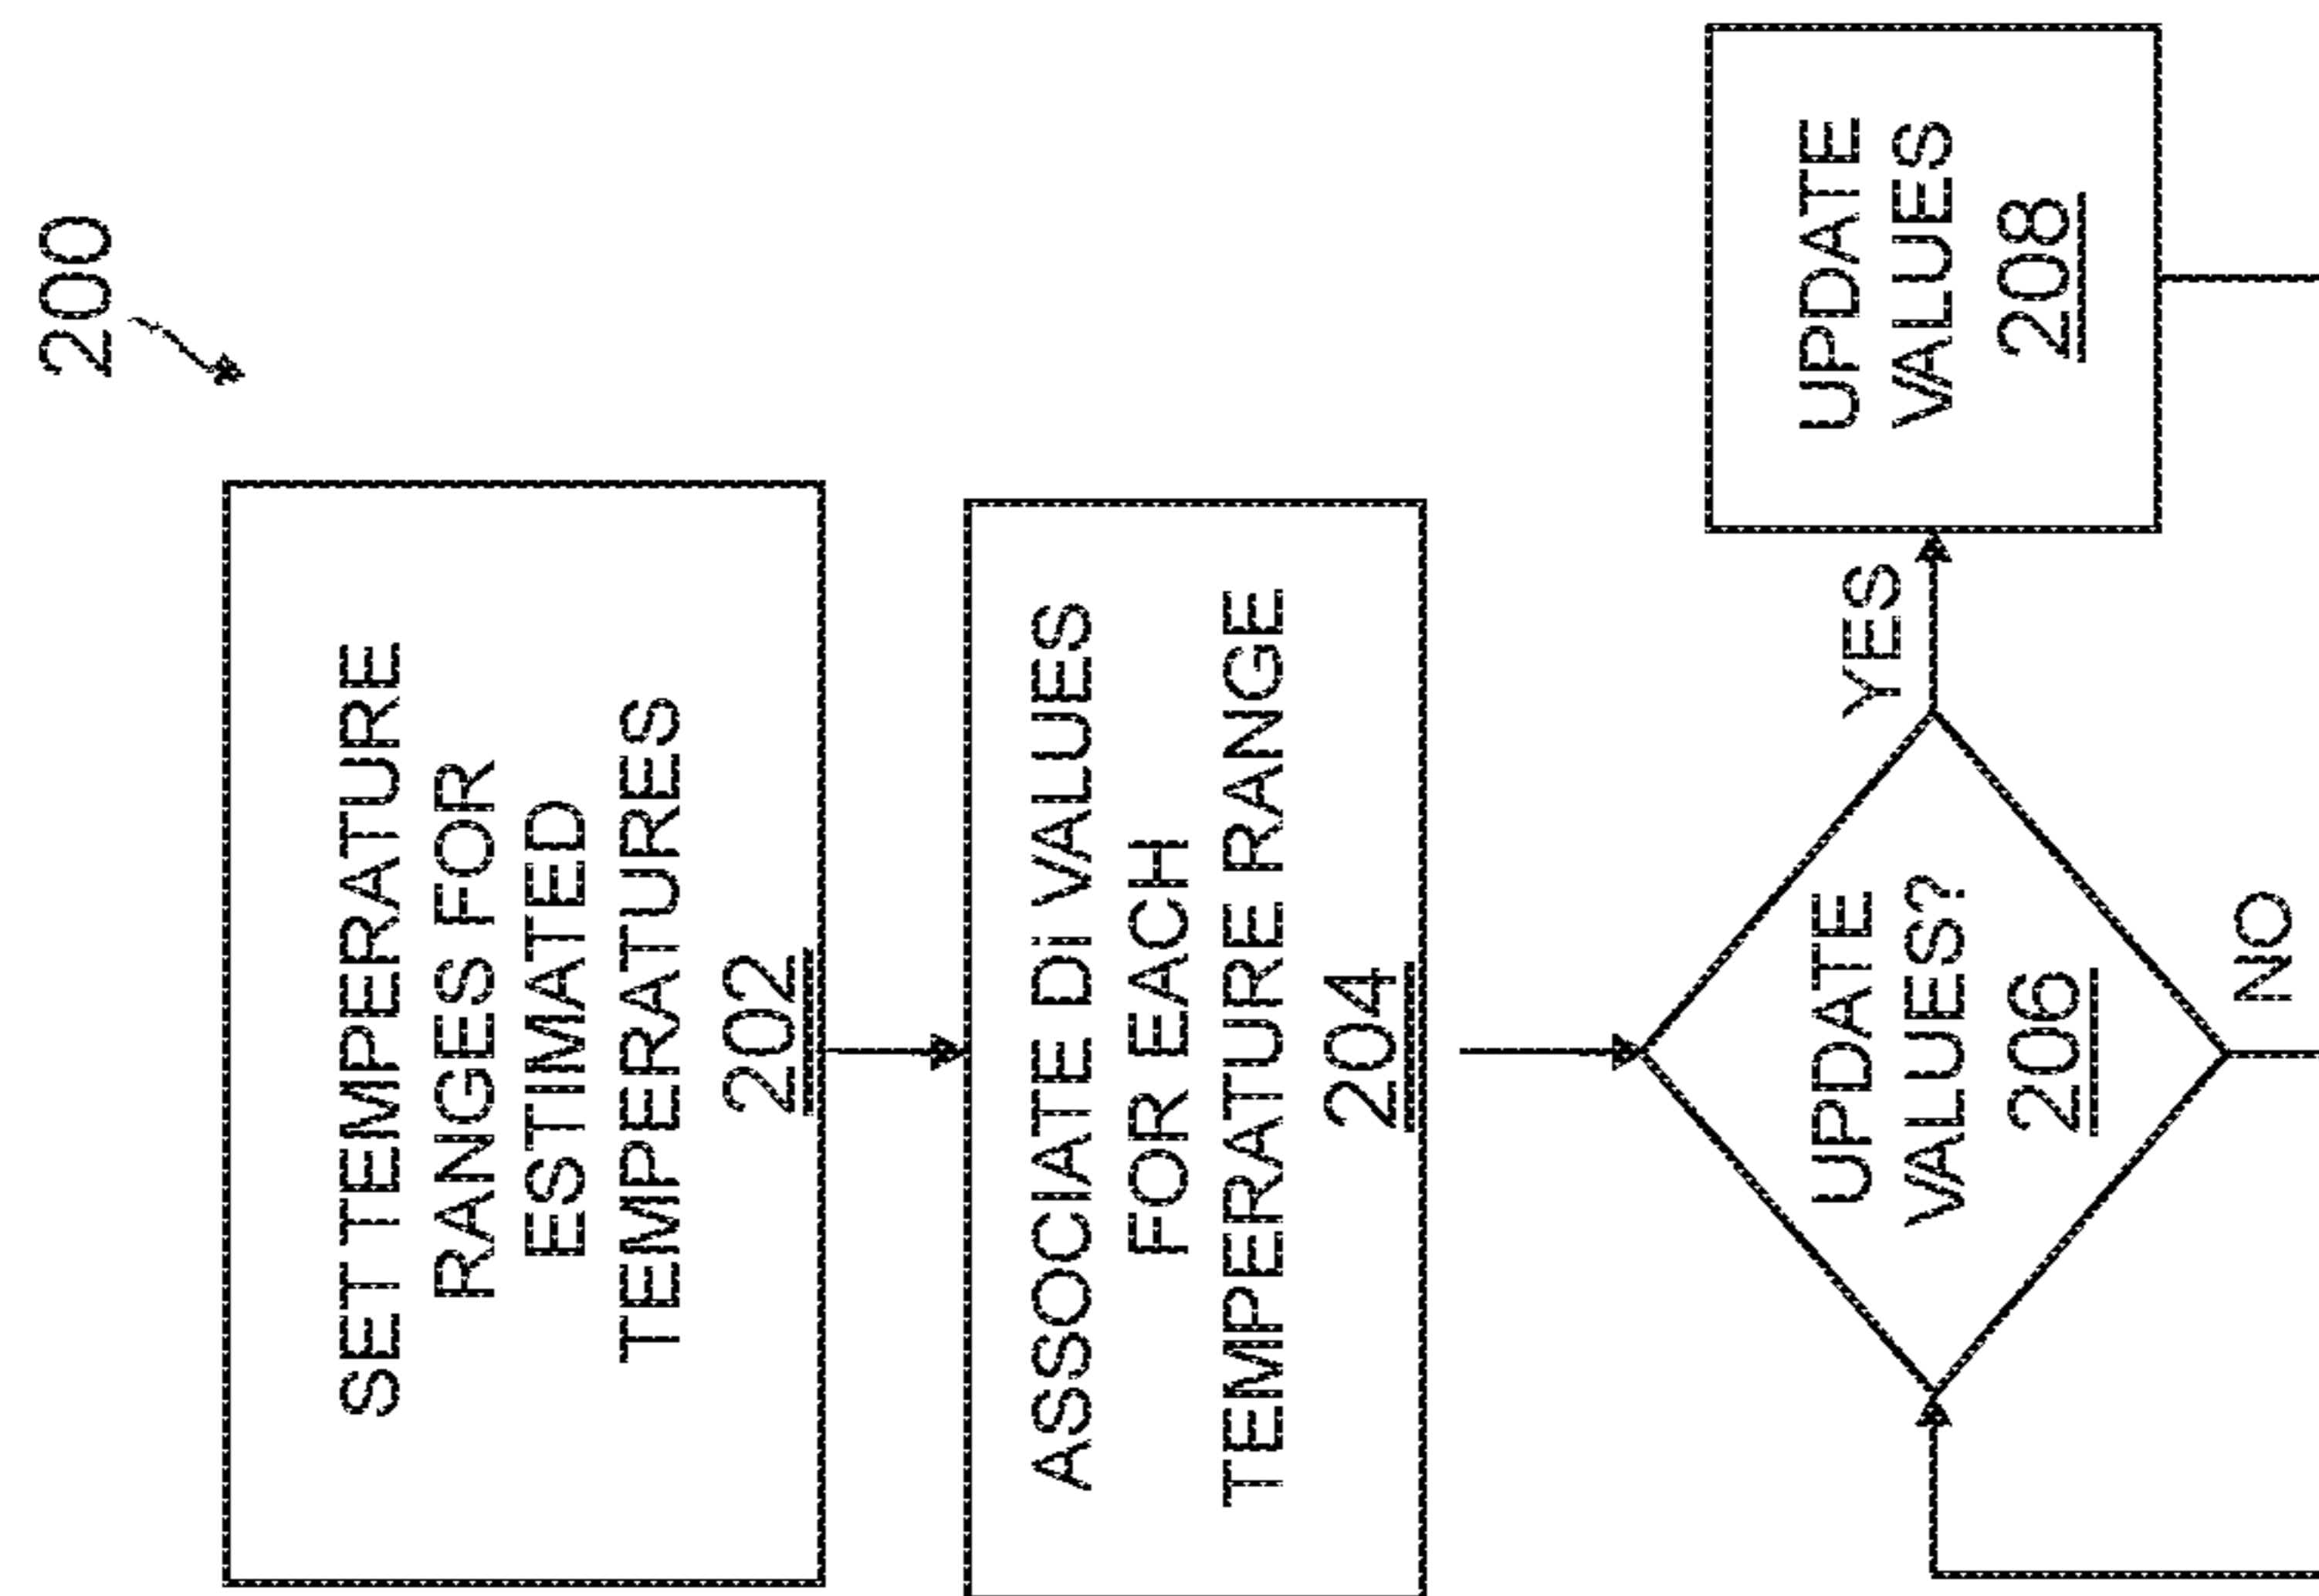 200
SET TEMPERATURE
RANGES FOR
ESTIMATED
TEMPERATURES
202
ASSOCIATE Di VALUES
FOR EACH
TEMPERATURE RANGE
204
UPDATE
VALUES?
206
YES
NO
UPDATE
VALUES
208